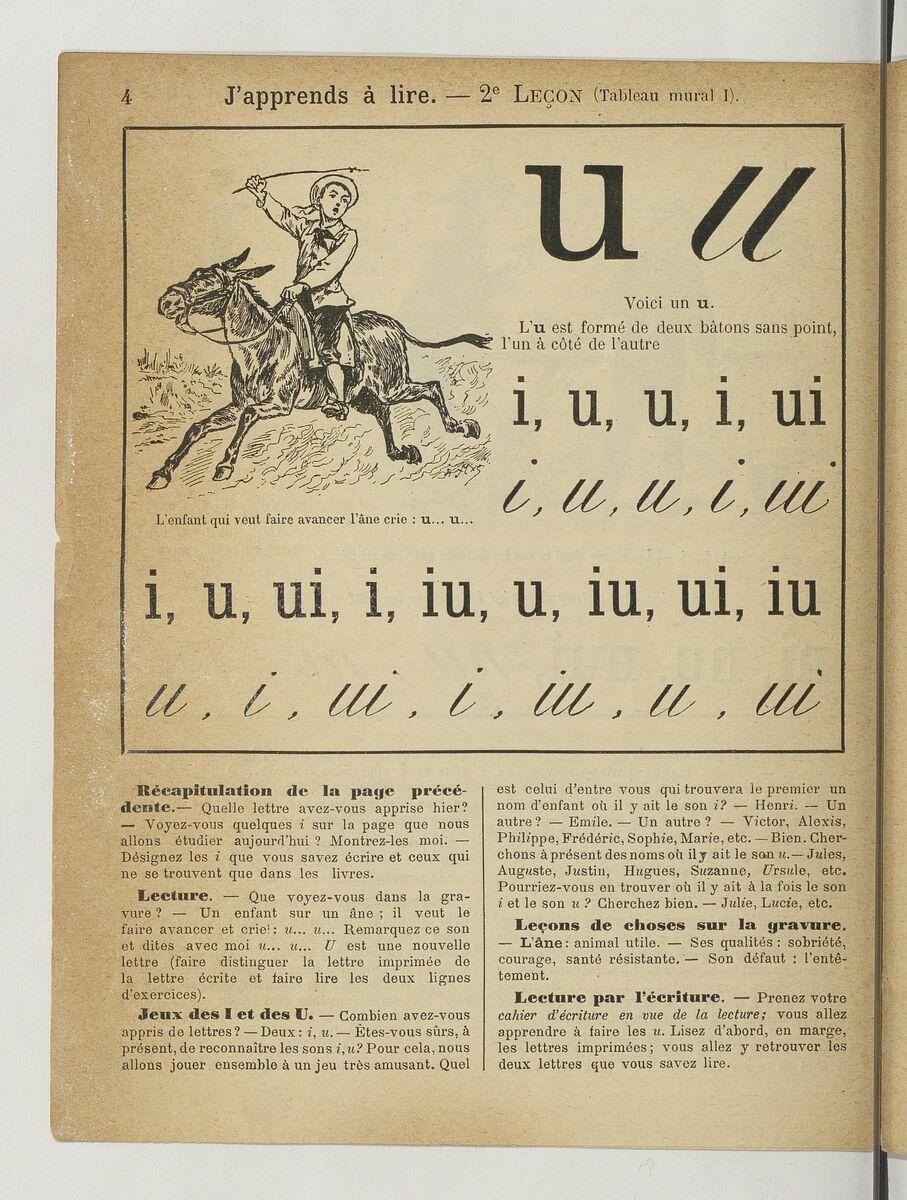 4
J'apprends à lire. — 2e LEÇON (Tableau mural 1).
u u
Voici un u.
L'u est formé de deux bâtons sans point,
l'un à côté de l'autre
i, u, u, i, ui
i, u, u, i, ui
L'enfant qui veut faire avancer l'âne crie : u... u...
i, u, ui, i, iu, u, iu, ui, iu
u, i, ui, i, iu, u, ui
Récapitulation de la page précé-
dente. — Quelle lettre avez-vous apprise hier?
— Voyez-vous quelques i sur la page que nous
allons étudier aujourd'hui ? Montrez-les moi. —
Désignez les i que vous savez écrire et ceux qui
ne se trouvent que dans les livres.
Lecture. — Que voyez-vous dans la gra-
vure ? — Un enfant sur un âne ; il veut le
faire avancer et crie : u... u... Remarquez ce son
et dites avec moi u... u... U est une nouvelle
lettre (faire distinguer la lettre imprimée de
la lettre écrite et faire lire les deux lignes
d'exercices).
Jeux des I et des U. — Combien avez-vous
appris de lettres ? — Deux : i, u. — Êtes-vous sûrs, à
présent, de reconnaître les sons i, u? Pour cela, nous
allons jouer ensemble à un jeu très amusant. Quel
est celui d'entre vous qui trouvera le premier un
nom d'enfant où il y ait le son i? — Henri. — Un
autre ? — Emile. — Un autre ? — Victor, Alexis,
Philippe, Frédéric, Sophie, Marie, etc. — Bien. Cher-
chons à présent des noms où il y ait le son u. — Jules,
Auguste, Justin, Hugues, Suzanne, Ursule, etc.
Pourriez-vous en trouver où il y ait à la fois le son
i et le son u ? Cherchez bien. — Julie, Lucie, etc.
Leçons de choses sur la gravure.
— L'âne : animal utile. — Ses qualités : sobriété,
courage, santé résistante. — Son défaut : l'entê-
tement.
Lecture par l'écriture. — Prenez votre
cahier d'écriture en vue de la lecture; vous allez
apprendre à faire les u. Lisez d'abord, en marge,
les lettres imprimées ; vous allez y retrouver les
deux lettres que vous savez lire.